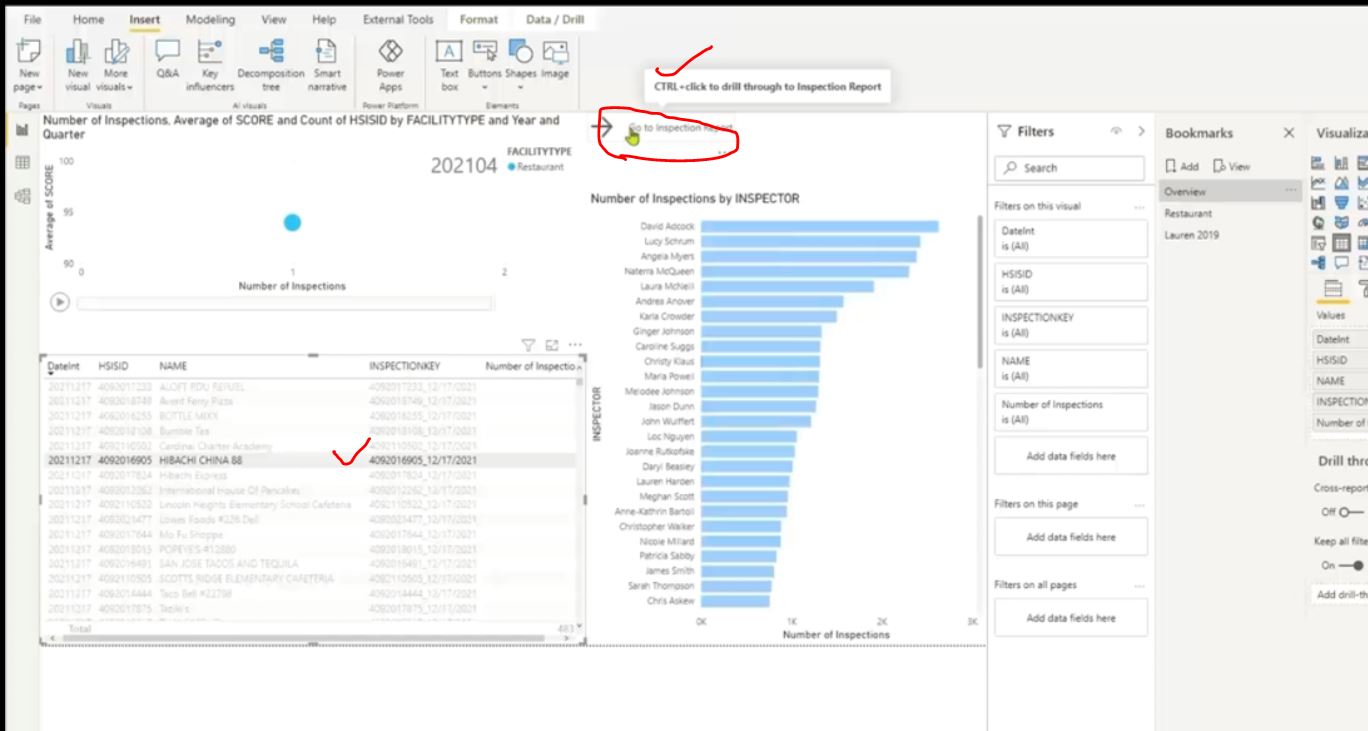 File Home Insert Modeling View Help External Tools Format Data / Drill
New page New visual More visuals Q&A Key influencers Decomposition tree Smart narrative Power Apps Text box Buttons Shapes Image
Pages Visuals AI visuals Power Platform Elements
CTRL+click to drill through to Inspection Report
Number of Inspections, Average of SCORE and Count of HSISID by FACILITYTYPE and Year and
Quarter
Go to Inspection Report
202104
FACILITYTYPE
Restaurant
Average of SCORE
100
95
90
0 1 2
Number of Inspections
DateInt HSISID NAME INSPECTIONKEY Number of Inspectio
20211217 4092017233 ALOFT RDU REFUEL 4092017233_12/17/2021
20211217 4092018749 Avent Ferry Pizza 4092018749_12/17/2021
20211217 4092016255 BOTTLE MIXX 4092016255_12/17/2021
20211217 4092018108 Bumble Tea 4092018108_12/17/2021
20211217 4092110502 Cardinal Charter Academy 4092110502_12/17/2021
20211217 4092016905 HIBACHI CHINA 88 4092016905_12/17/2021
20211217 4092017824 Hibachi Express 4092017824_12/17/2021
20211217 4092012262 International House Of Pancakes 4092012262_12/17/2021
20211217 4092110522 Lincoln Heights Elementary School Cafeteria 4092110522_12/17/2021
20211217 4092021477 Lowes Foods #226 Deli 4092021477_12/17/2021
20211217 4092017644 Mo Fu Shoppe 4092017644_12/17/2021
20211217 4092018015 POPEYE'S #12880 4092018015_12/17/2021
20211217 4092016491 SAN JOSE TACOS AND TEQUILA 4092016491_12/17/2021
20211217 4092110505 SCOTTS RIDGE ELEMENTARY CAFETERIA 4092110505_12/17/2021
20211217 4092014444 Taco Bell #22798 4092014444_12/17/2021
20211217 4092017875 4092017875_12/17/2021
Total 483
Number of Inspections by INSPECTOR
INSPECTOR
David Adcock
Lucy Schrum
Angela Myers
Naterra McQueen
Laura McNeill
Andrea Anover
Karla Crowder
Ginger Johnson
Caroline Suggs
Christy Klaus
Maria Powell
Melodee Johnson
Jason Dunn
John Wulffert
Loc Nguyen
Joanne Rutkofske
Daryl Beasley
Lauren Harden
Meghan Scott
Anne-Kathrin Bartoli
Christopher Walker
Nicole Millard
Patricia Sabby
James Smith
Sarah Thompson
Chris Askew
0K 1K 2K 3K
Number of Inspections
Filters
Search
Filters on this visual
DateInt
is (All)
HSISID
is (All)
INSPECTIONKEY
is (All)
NAME
is (All)
Number of Inspections
is (All)
Add data fields here
Filters on this page
Add data fields here
Filters on all pages
Add data fields here
Bookmarks
Add View
Overview
Restaurant
Lauren 2019
Visualiza
Values
DateInt
HSISID
NAME
INSPECTION
Number of
Drill thro
Cross-report
Off
Keep all filte
On
Add drill-th